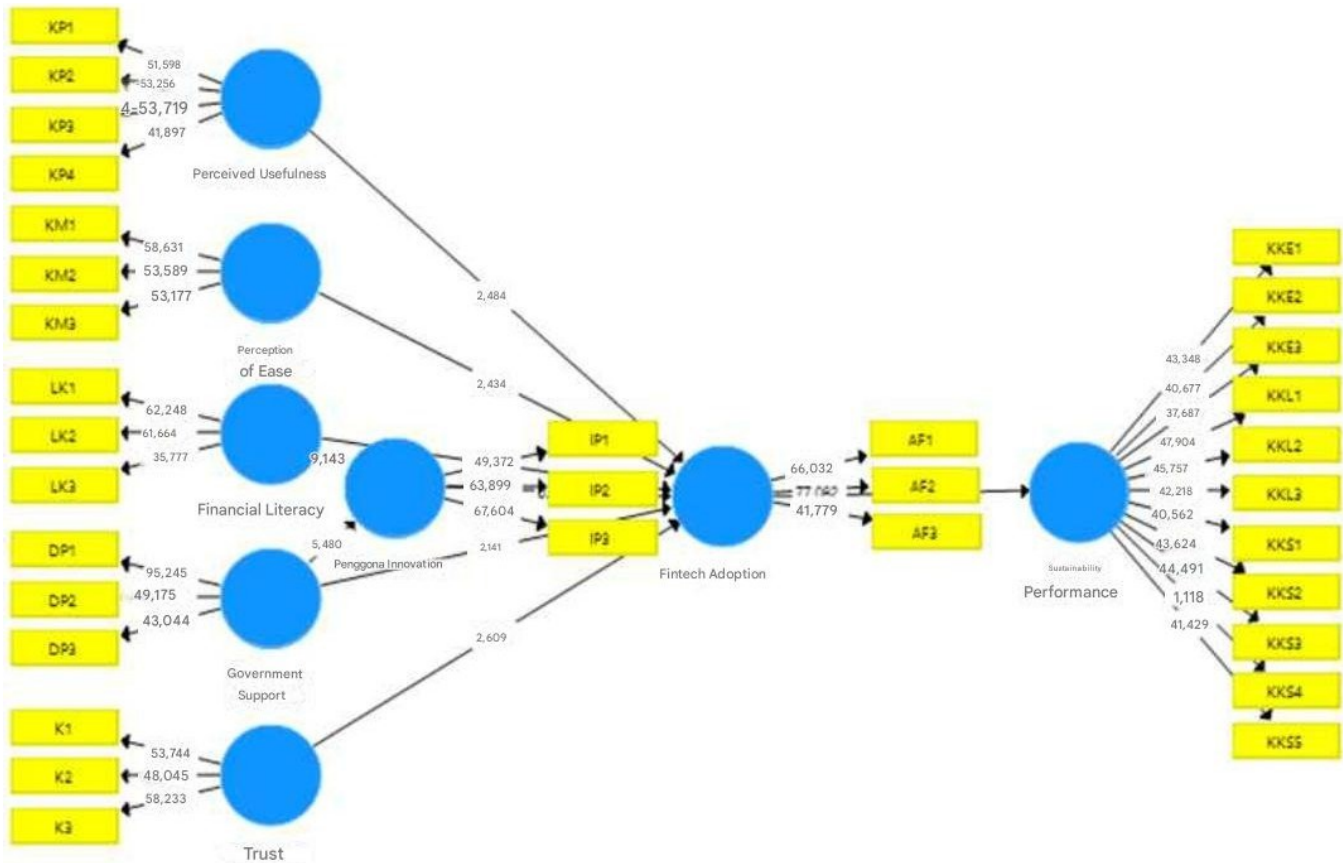 KP1
KP2
KP3
KP4
51,598
53,256
4-53,719
41,897
Perceived Usefulness
KM1
KM2
KM3
58,631
53,589
53,177
Perception
of Ease
LK1
LK2
LK3
62,248
61,664
35,777
Financial Literacy
DP1
DP2
DP3
95,245
49,175
43,044
Government
Support
K1
K2
K3
53,744
48,045
58,233
Trust
2,484
2,434
9,143
5,480
Penggona Innovation
2,141
2,609
49,372
63,899
67,604
IP1
IP2
IP3
Fintech Adoption
66,032
41,779
AF1
AF2
AF3
Sustainability
Performance
43,348
40,677
37,687
47,904
45,757
42,218
40,562
43,624
44,491
1,118
41,429
KKE1
KKE2
KKE3
KKL1
KKL2
KKL3
KKS1
KKS2
KKS3
KKS4
KKS5